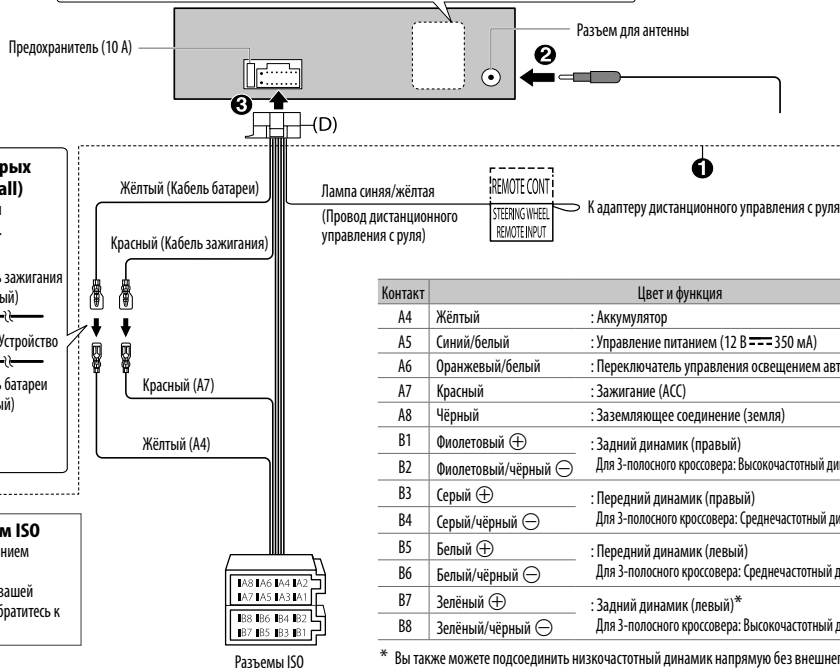 Предохранитель (10 A)
Разъем для антенны
❷
❸
(D)
❶
рых
all)
Жёлтый (Кабель батареи)
Красный (Кабель зажигания)
Лампа синяя/жёлтая
(Провод дистанционного
управления с руля)
REMOTE CONT
STEERING WHEEL
REMOTE INPUT
К адаптеру дистанционного управления с руля
зажигания
ый)
Устройство
батареи
ый)
Красный (A7)
Жёлтый (A4)
Контакт Цвет и функция
A4 Жёлтый : Аккумулятор
A5 Синий/белый : Управление питанием (12 В ⎓ 350 мА)
A6 Оранжевый/белый : Переключатель управления освещением авт
A7 Красный : Зажигание (ACC)
A8 Чёрный : Заземляющее соединение (земля)
B1 Фиолетовый ⊕ : Задний динамик (правый)
B2 Фиолетовый/чёрный ⊖ Для 3-полосного кроссовера: Высокочастотный ди
B3 Серый ⊕ : Передний динамик (правый)
B4 Серый/чёрный ⊖ Для 3-полосного кроссовера: Среднечастотный ди
B5 Белый ⊕ : Передний динамик (левый)
B6 Белый/чёрный ⊖ Для 3-полосного кроссовера: Среднечастотный д
B7 Зелёный ⊕ : Задний динамик (левый)*
B8 Зелёный/чёрный ⊖ Для 3-полосного кроссовера: Высокочастотный д
* Вы также можете подсоединить низкочастотный динамик напрямую без внешнег
м ISO
нием
вашей
братитесь к
A8 A6 A4 A2
A7 A5 A3 A1
B8 B6 B4 B2
B7 B5 B3 B1
Разъемы ISO